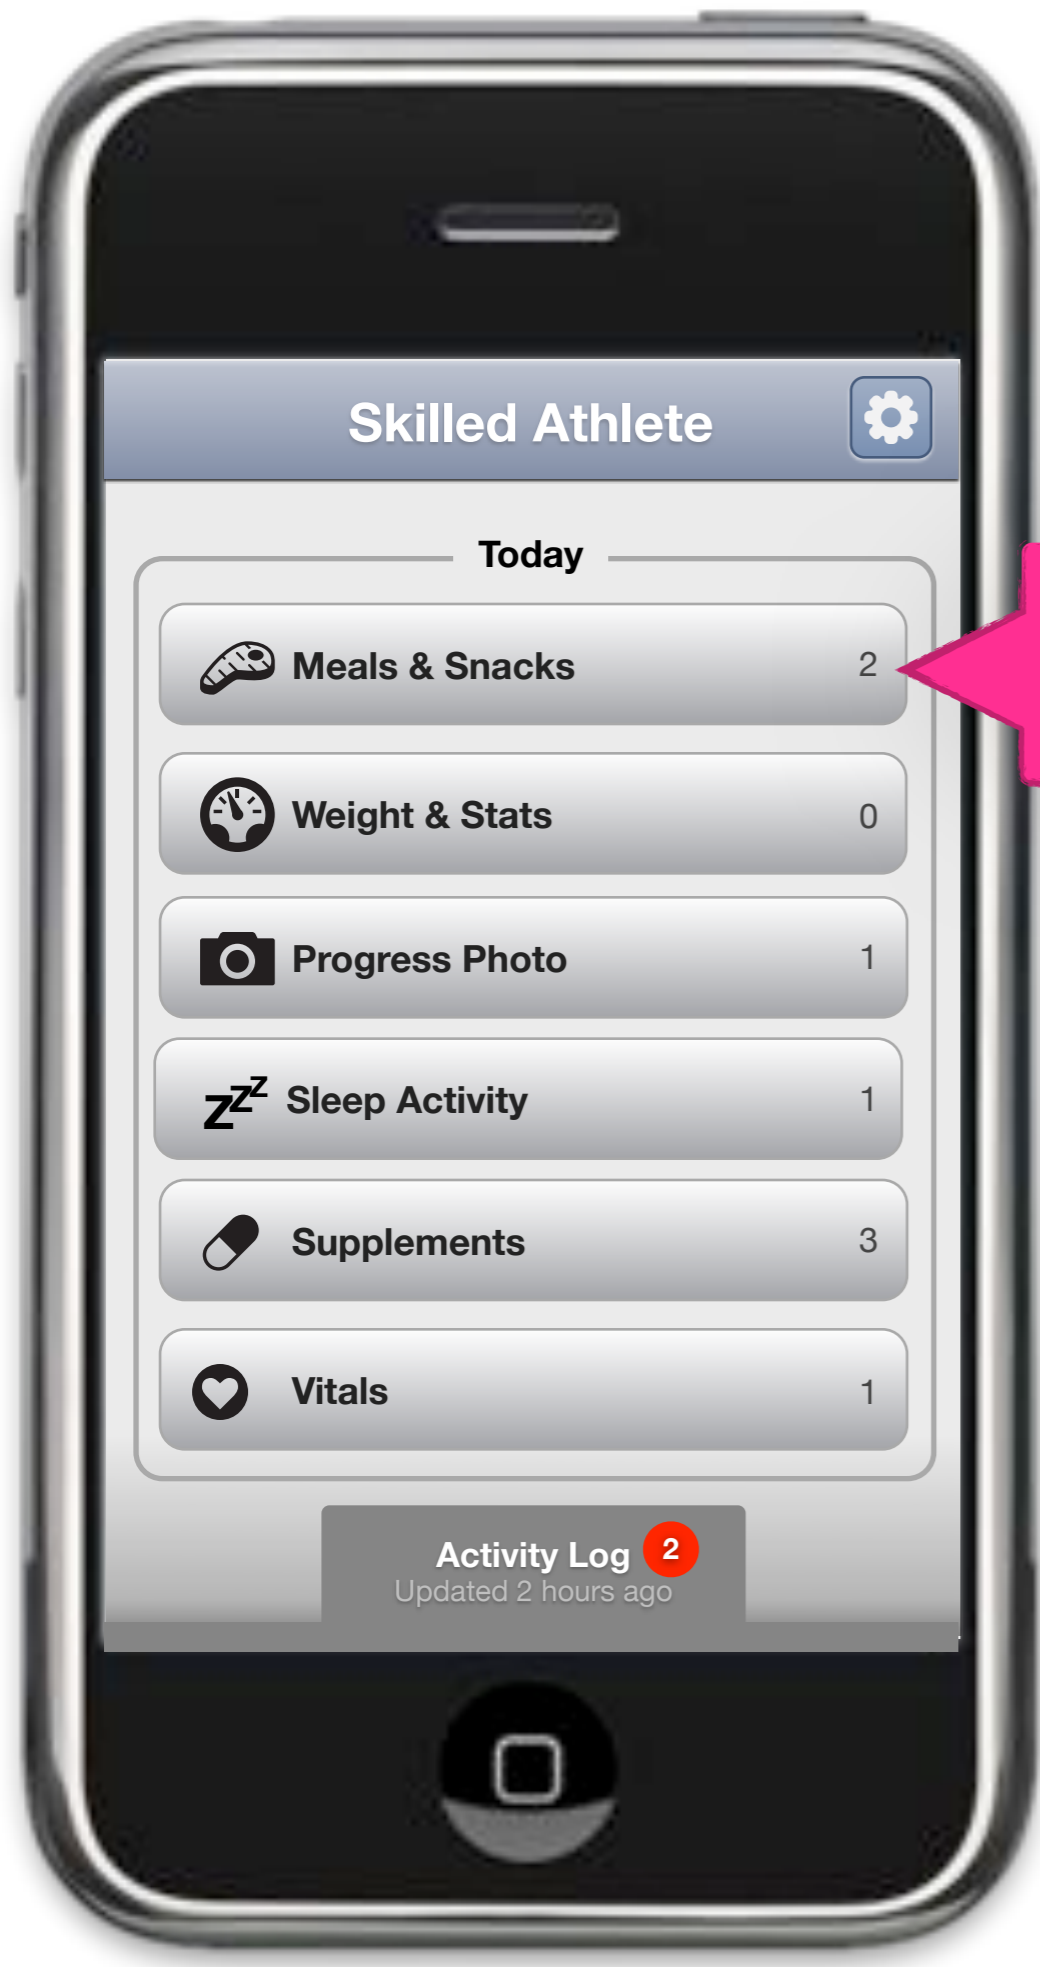 Skilled Athlete
Today
Meals & Snacks 2
Weight & Stats 0
Progress Photo 1
zzz Sleep Activity 1
Supplements 3
Vitals 1
Activity Log 2
Updated 2 hours ago